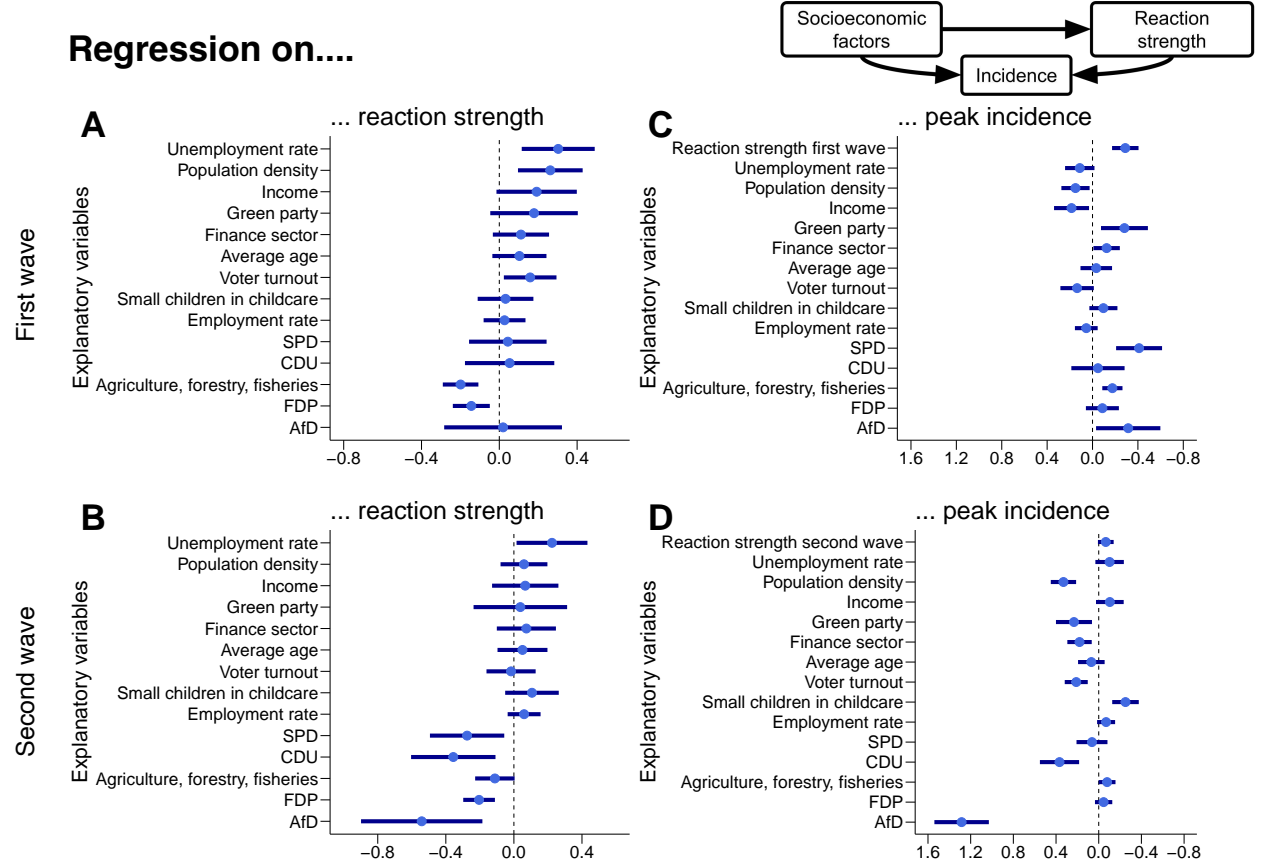 Regression on....
Socioeconomic
factors
Reaction
strength
Incidence
A
... reaction strength
First wave
Explanatory variables
Unemployment rate
Population density
Income
Green party
Finance sector
Average age
Voter turnout
Small children in childcare
Employment rate
SPD
CDU
Agriculture, forestry, fisheries
FDP
AfD
−0.8 −0.4 0.0 0.4
C
... peak incidence
Explanatory variables
Reaction strength first wave
Unemployment rate
Population density
Income
Green party
Finance sector
Average age
Voter turnout
Small children in childcare
Employment rate
SPD
CDU
Agriculture, forestry, fisheries
FDP
AfD
1.6 1.2 0.8 0.4 0.0 −0.4 −0.8
B
... reaction strength
Second wave
Explanatory variables
Unemployment rate
Population density
Income
Green party
Finance sector
Average age
Voter turnout
Small children in childcare
Employment rate
SPD
CDU
Agriculture, forestry, fisheries
FDP
AfD
−0.8 −0.4 0.0 0.4
D
... peak incidence
Explanatory variables
Reaction strength second wave
Unemployment rate
Population density
Income
Green party
Finance sector
Average age
Voter turnout
Small children in childcare
Employment rate
SPD
CDU
Agriculture, forestry, fisheries
FDP
AfD
1.6 1.2 0.8 0.4 0.0 −0.4 −0.8